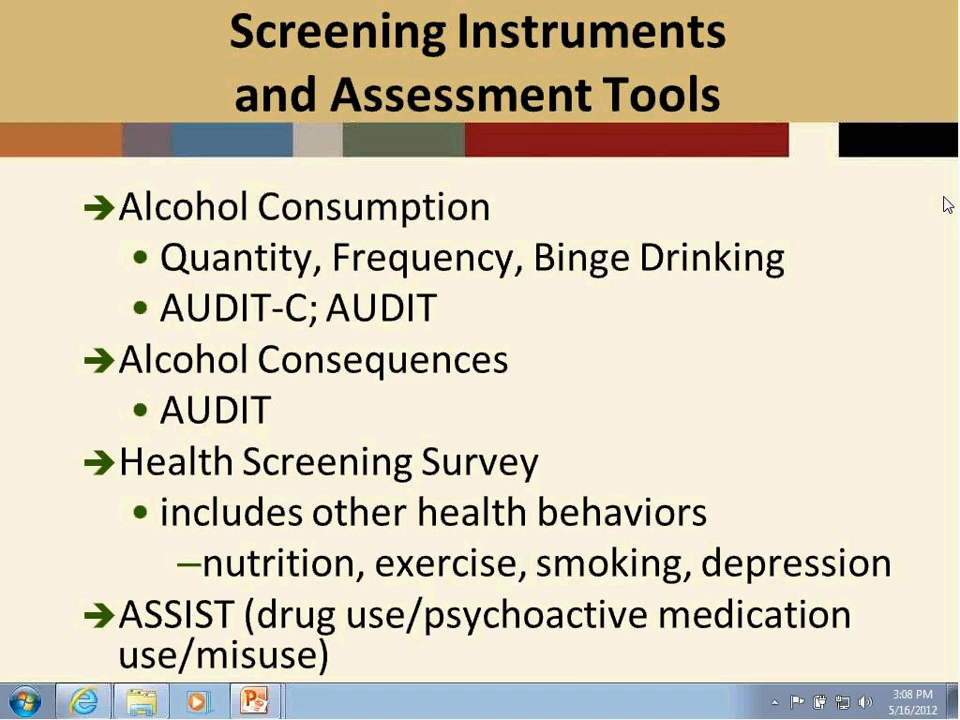 Screening Instruments
and Assessment Tools
➔Alcohol Consumption
• Quantity, Frequency, Binge Drinking
• AUDIT-C; AUDIT
➔Alcohol Consequences
• AUDIT
➔Health Screening Survey
• includes other health behaviors
–nutrition, exercise, smoking, depression
➔ASSIST (drug use/psychoactive medication
use/misuse)
3:08 PM
5/16/2012